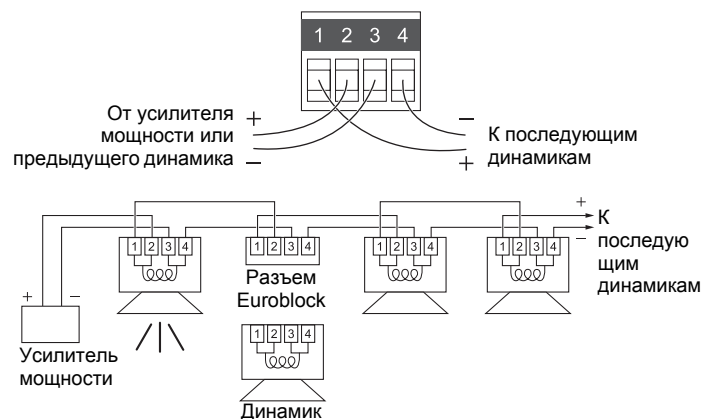 1 2 3 4
От усилителя
мощности или
предыдущего динамика
+
–
–
+
К последующим
динамикам
1 2 3 4
1 2 3 4
1 2 3 4
1 2 3 4
+
–
К
последую
щим
динамикам
Разъем
Euroblock
+ –
Усилитель
мощности
1 2 3 4
Динамик